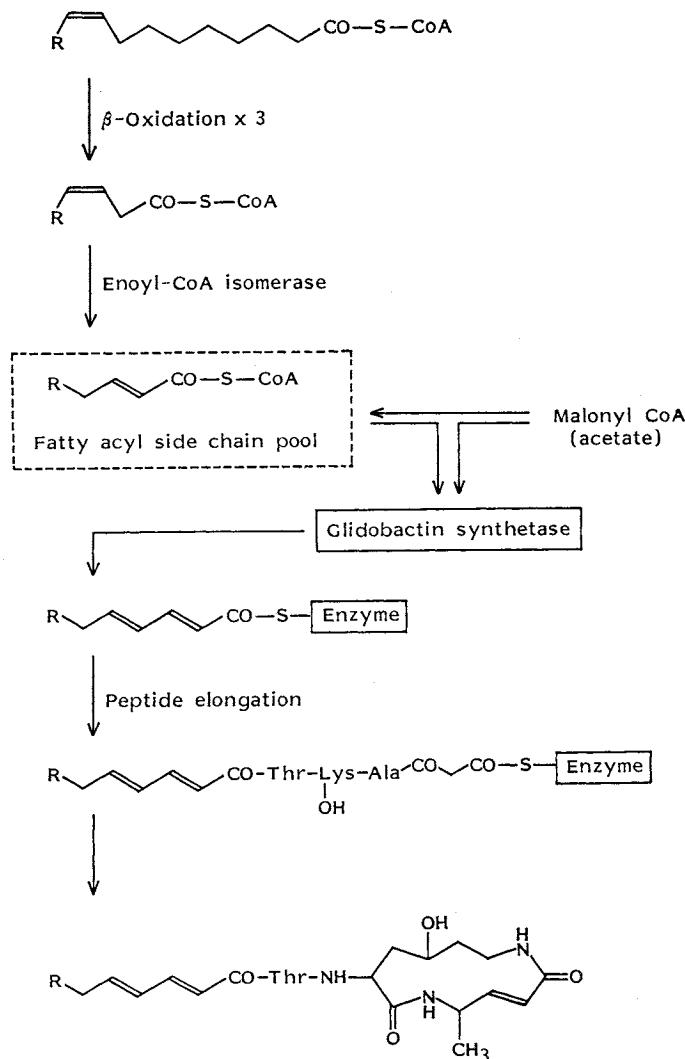 R CO—S—CoA
β-Oxidation x 3
R CO—S—CoA
Enoyl-CoA isomerase
R CO—S—CoA
Fatty acyl side chain pool
Malonyl CoA
(acetate)
Glidobactin synthetase
R CO—S—Enzyme
Peptide elongation
R CO-Thr-Lys-Ala CO CO—S—Enzyme
OH
OH H
N
R CO-Thr-NH O
N
H
O
CH3